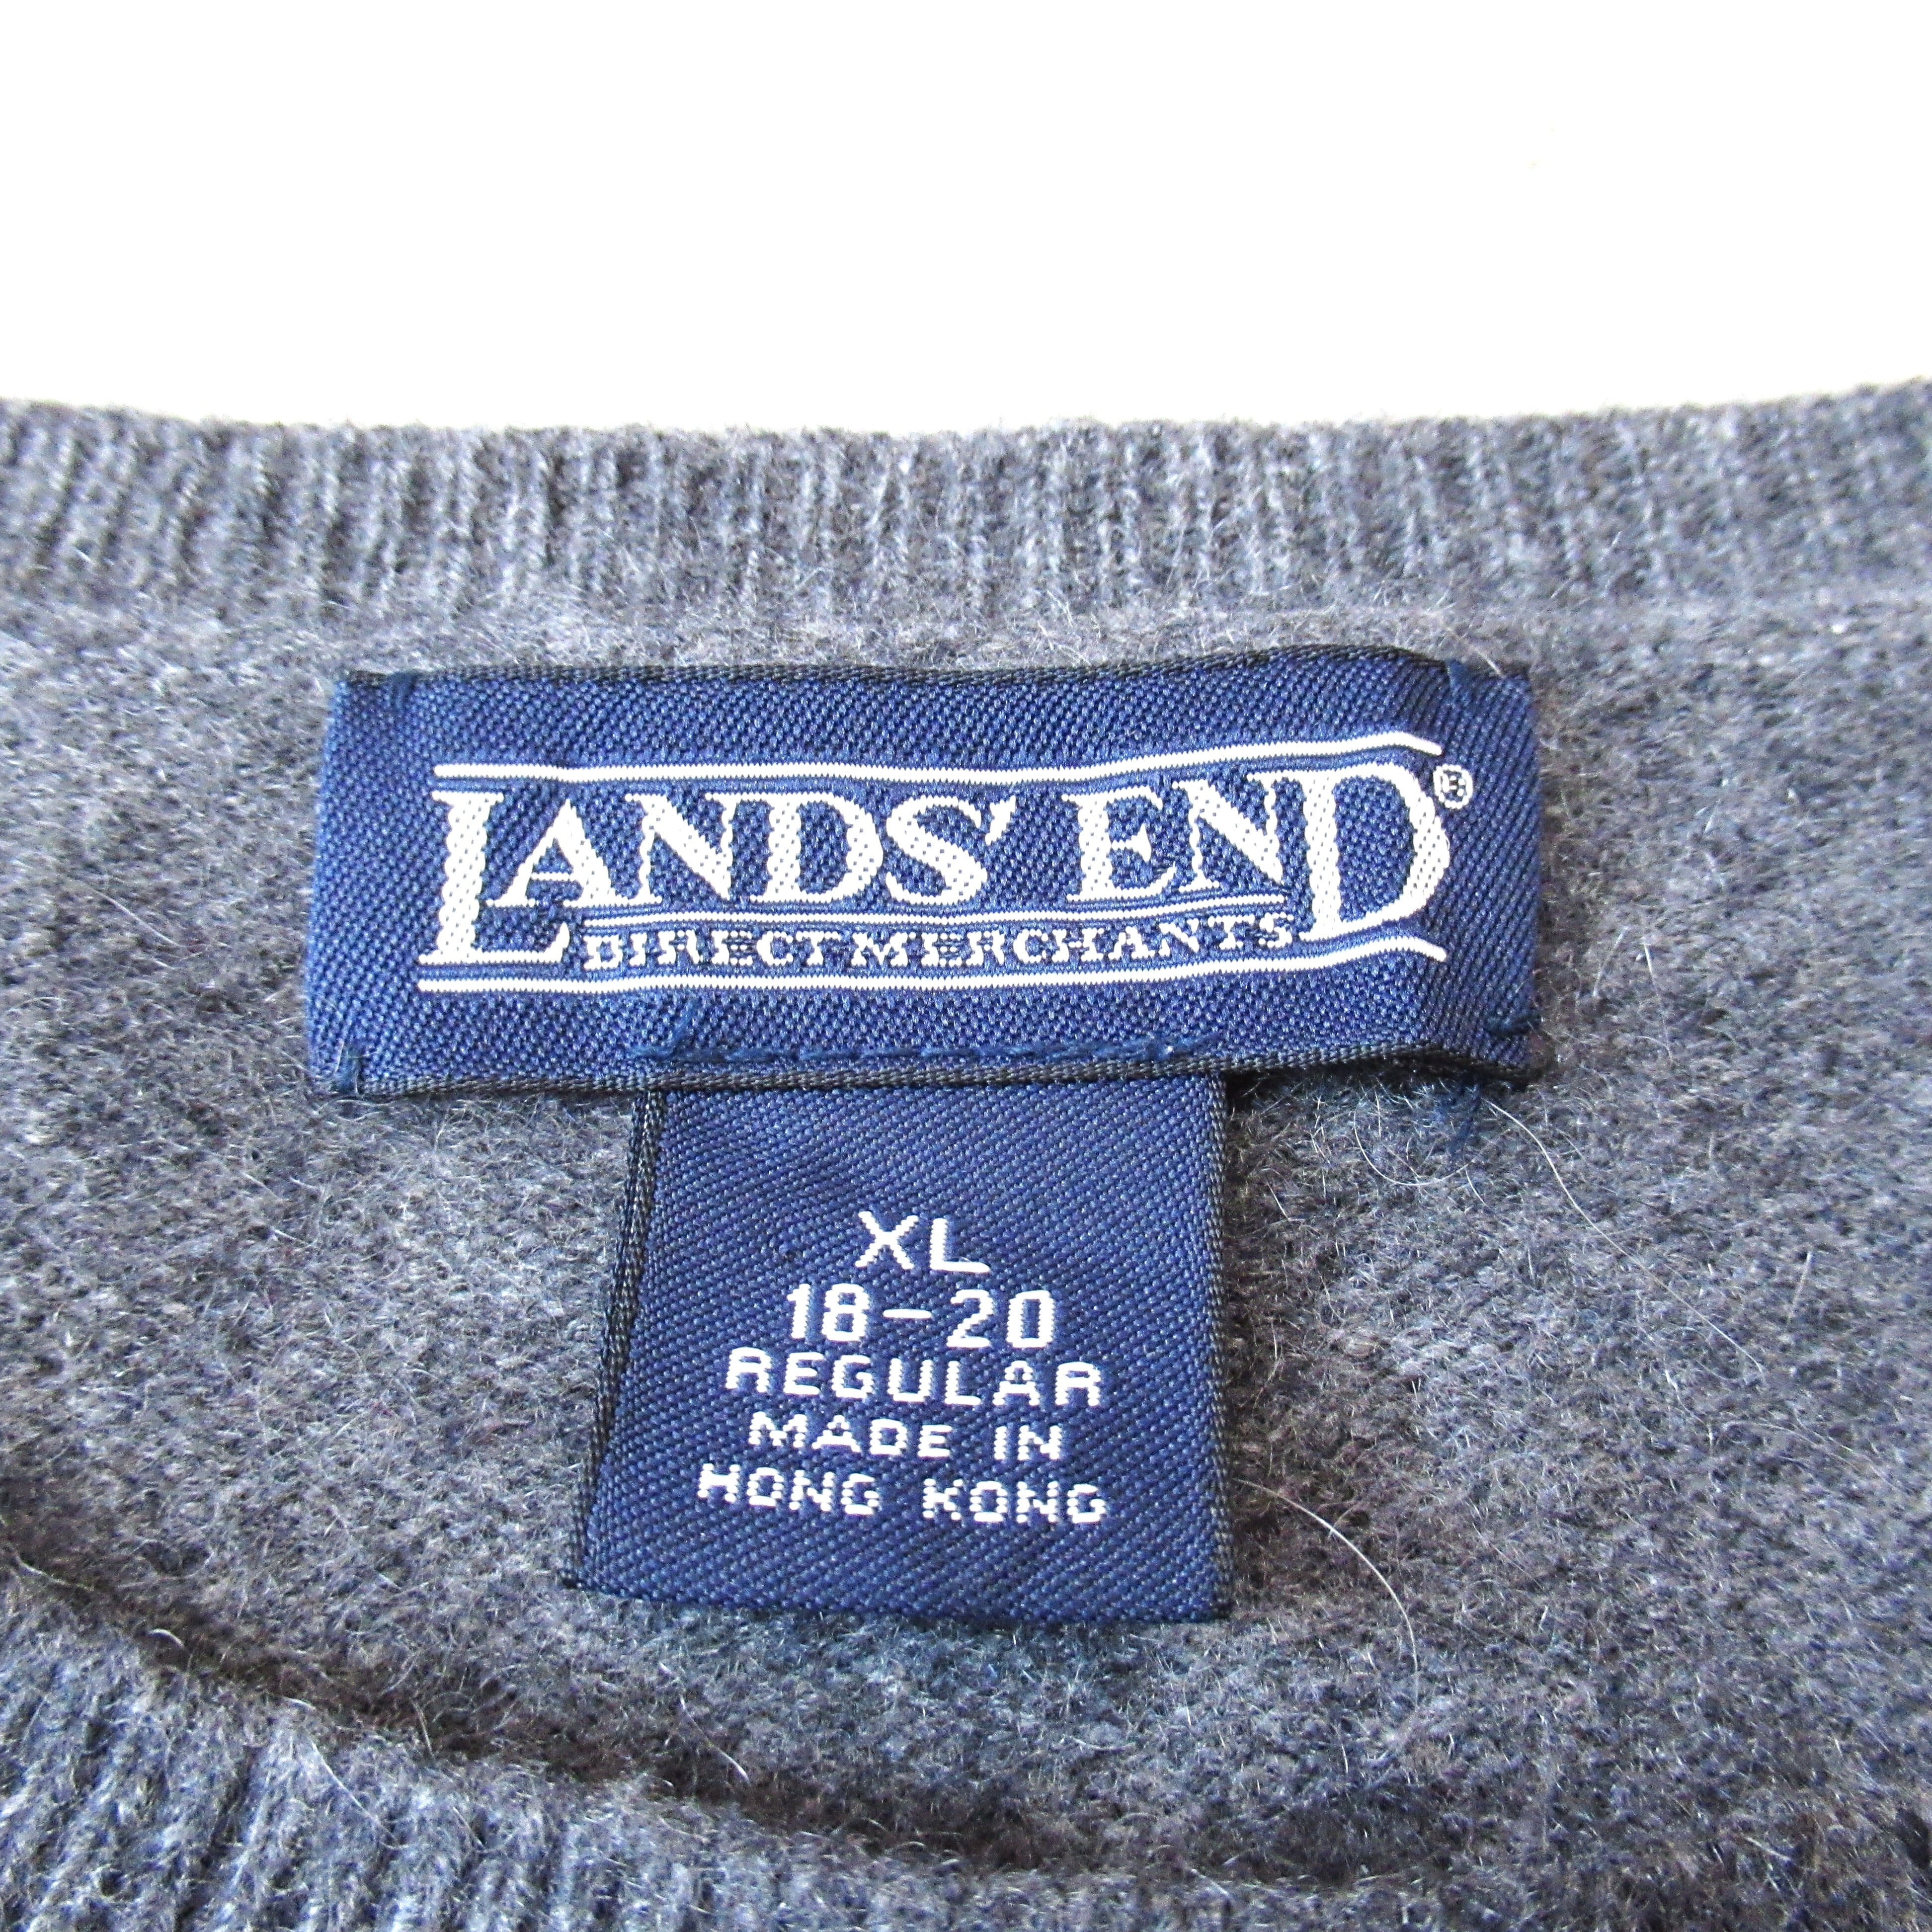 LANDS' END®
DIRECT MERCHANTS
XL
18-20
REGULAR
MADE IN
HONG KONG